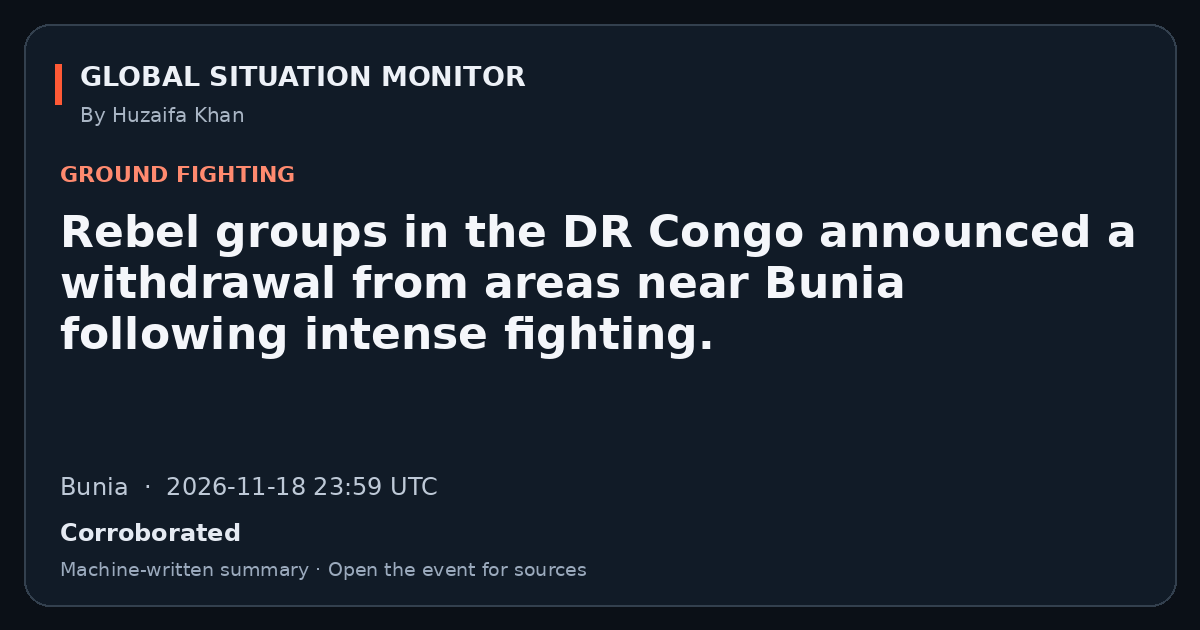 GLOBAL SITUATION MONITOR
By Huzaifa Khan
GROUND FIGHTING
Rebel groups in the DR Congo announced a
withdrawal from areas near Bunia
following intense fighting.
Bunia · 2026-11-18 23:59 UTC
Corroborated
Machine-written summary · Open the event for sources